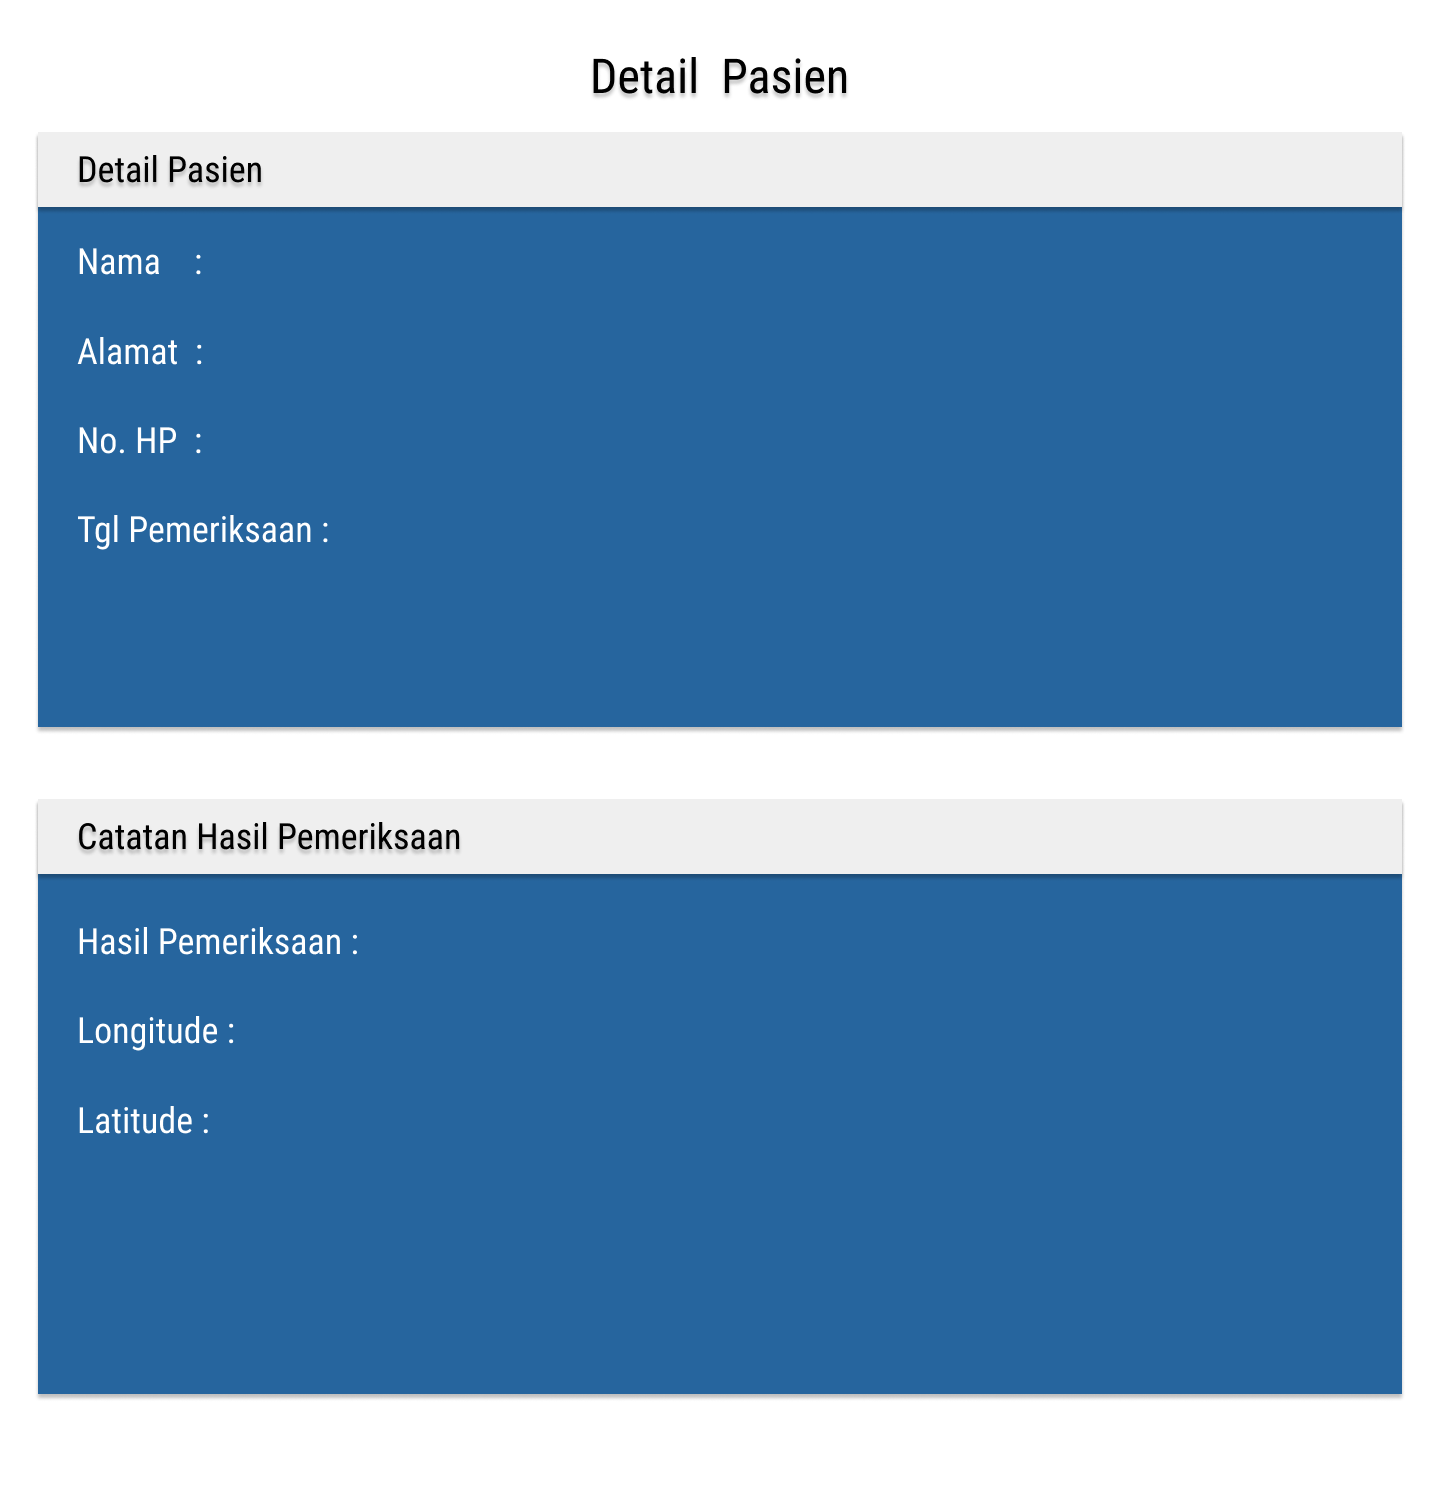 Detail Pasien
Detail Pasien
Nama :
Alamat :
No. HP :
Tgl Pemeriksaan :
Catatan Hasil Pemeriksaan
Hasil Pemeriksaan :
Longitude :
Latitude :